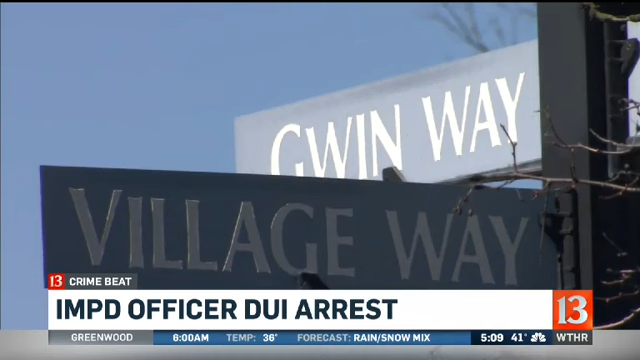 GWIN WAY
VILLAGE WAY
13 CRIME BEAT
IMPD OFFICER DUI ARREST
13
GREENWOOD 6:00AM TEMP: 36° FORECAST: RAIN/SNOW MIX 5:09 41° WTHR